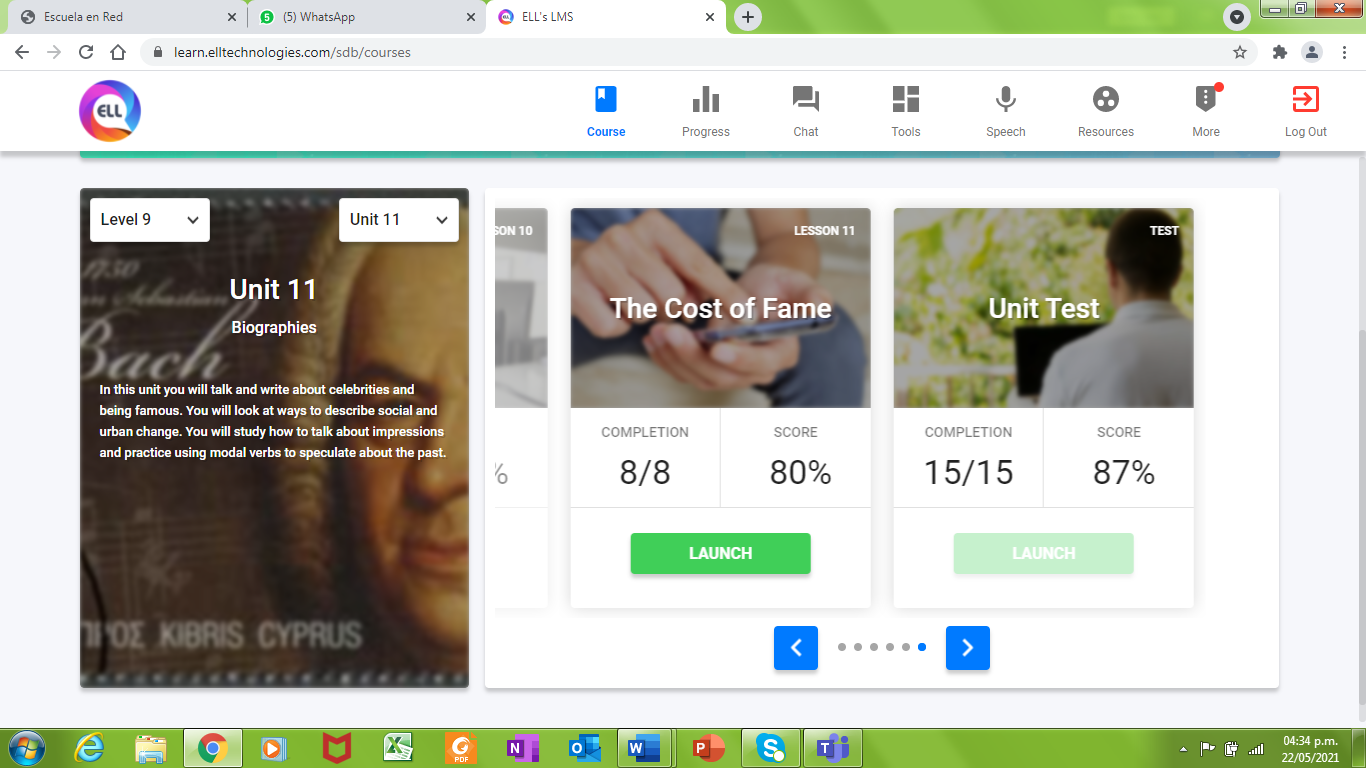 Escuela en Red
(5) WhatsApp
ELL's LMS
learn.elltechnologies.com/sdb/courses
ELL
Course
Progress
Chat
Tools
Speech
Resources
More
Log Out
Level 9
Unit 11
1730
Sebastian
Bach
Unit 11
Biographies
In this unit you will talk and write about celebrities and
being famous. You will look at ways to describe social and
urban change. You will study how to talk about impressions
and practice using modal verbs to speculate about the past.
ΠΡΟΣ KIBRIS CYPRUS
SON 10
%
LESSON 11
The Cost of Fame
COMPLETION
SCORE
8/8
80%
LAUNCH
TEST
Unit Test
COMPLETION
SCORE
15/15
87%
LAUNCH
PDF
04:34 p.m.
22/05/2021